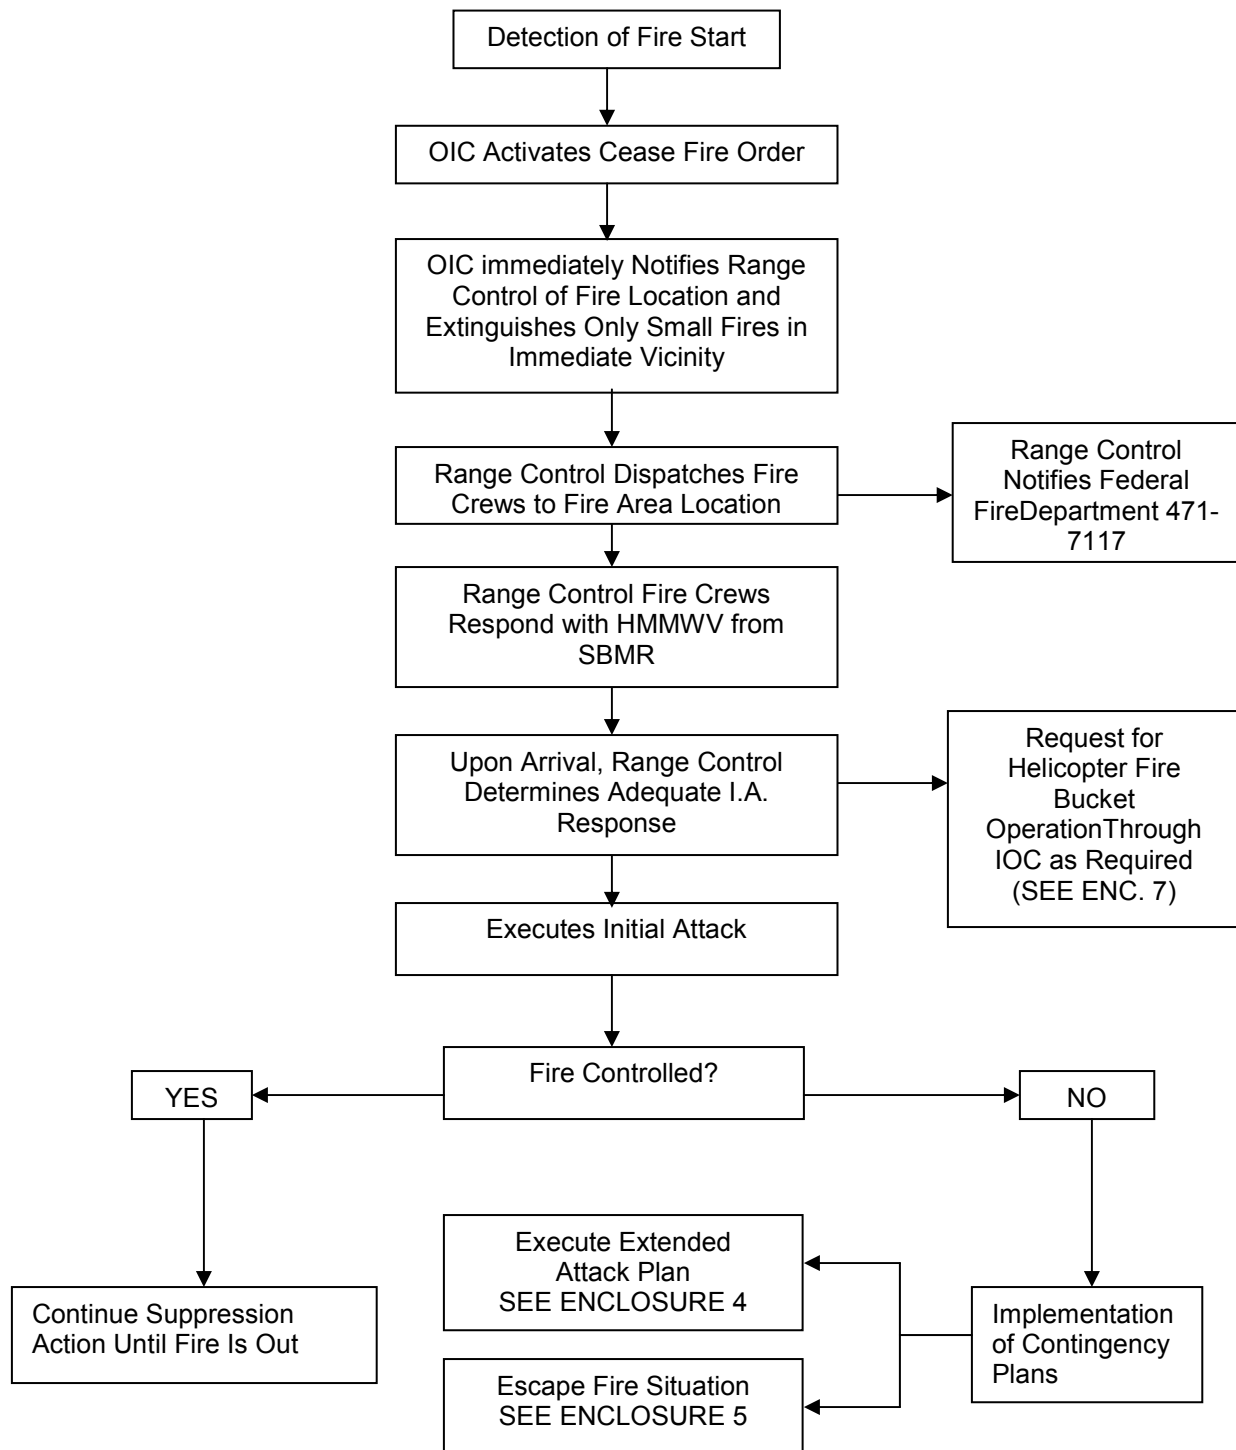 Detection of Fire Start
OIC Activates Cease Fire Order
OIC immediately Notifies Range
Control of Fire Location and
Extinguishes Only Small Fires in
Immediate Vicinity
Range Control Dispatches Fire
Crews to Fire Area Location
Range Control
Notifies Federal
FireDepartment 471-
7117
Range Control Fire Crews
Respond with HMMWV from
SBMR
Upon Arrival, Range Control
Determines Adequate I.A.
Response
Request for
Helicopter Fire
Bucket
OperationThrough
IOC as Required
(SEE ENC. 7)
Executes Initial Attack
Fire Controlled?
YES
NO
Continue Suppression
Action Until Fire Is Out
Execute Extended
Attack Plan
SEE ENCLOSURE 4
Implementation
of Contingency
Plans
Escape Fire Situation
SEE ENCLOSURE 5